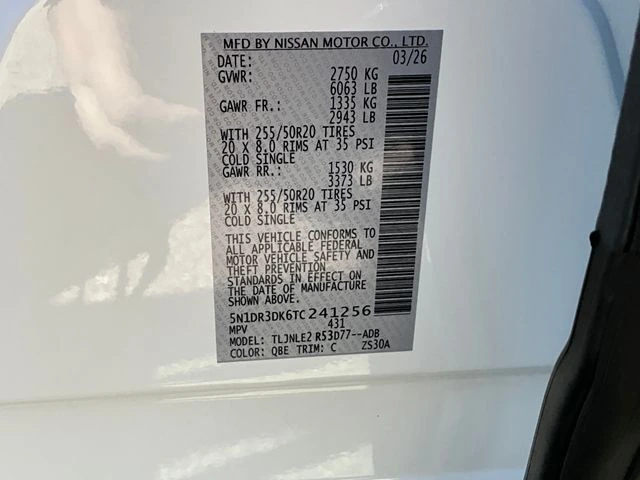 MFD BY NISSAN MOTOR CO., LTD.
DATE: 03/26
GVWR: 2750 KG
6063 LB
GAWR FR.: 1335 KG
2943 LB
WITH 255/50R20 TIRES
20 X 8.0 RIMS AT 35 PSI
COLD SINGLE
GAWR RR.: 1530 KG
3373 LB
WITH 255/50R20 TIRES
20 X 8.0 RIMS AT 35 PSI
COLD SINGLE
THIS VEHICLE CONFORMS TO
ALL APPLICABLE FEDERAL
MOTOR VEHICLE SAFETY AND
THEFT PREVENTION
STANDARDS IN EFFECT ON
THE DATE OF MANUFACTURE
SHOWN ABOVE.
5N1DR3DK6TC241256
MPV 431
MODEL: TLJNLE2 R53D77--ADB
COLOR: QBE TRIM: C ZS30A